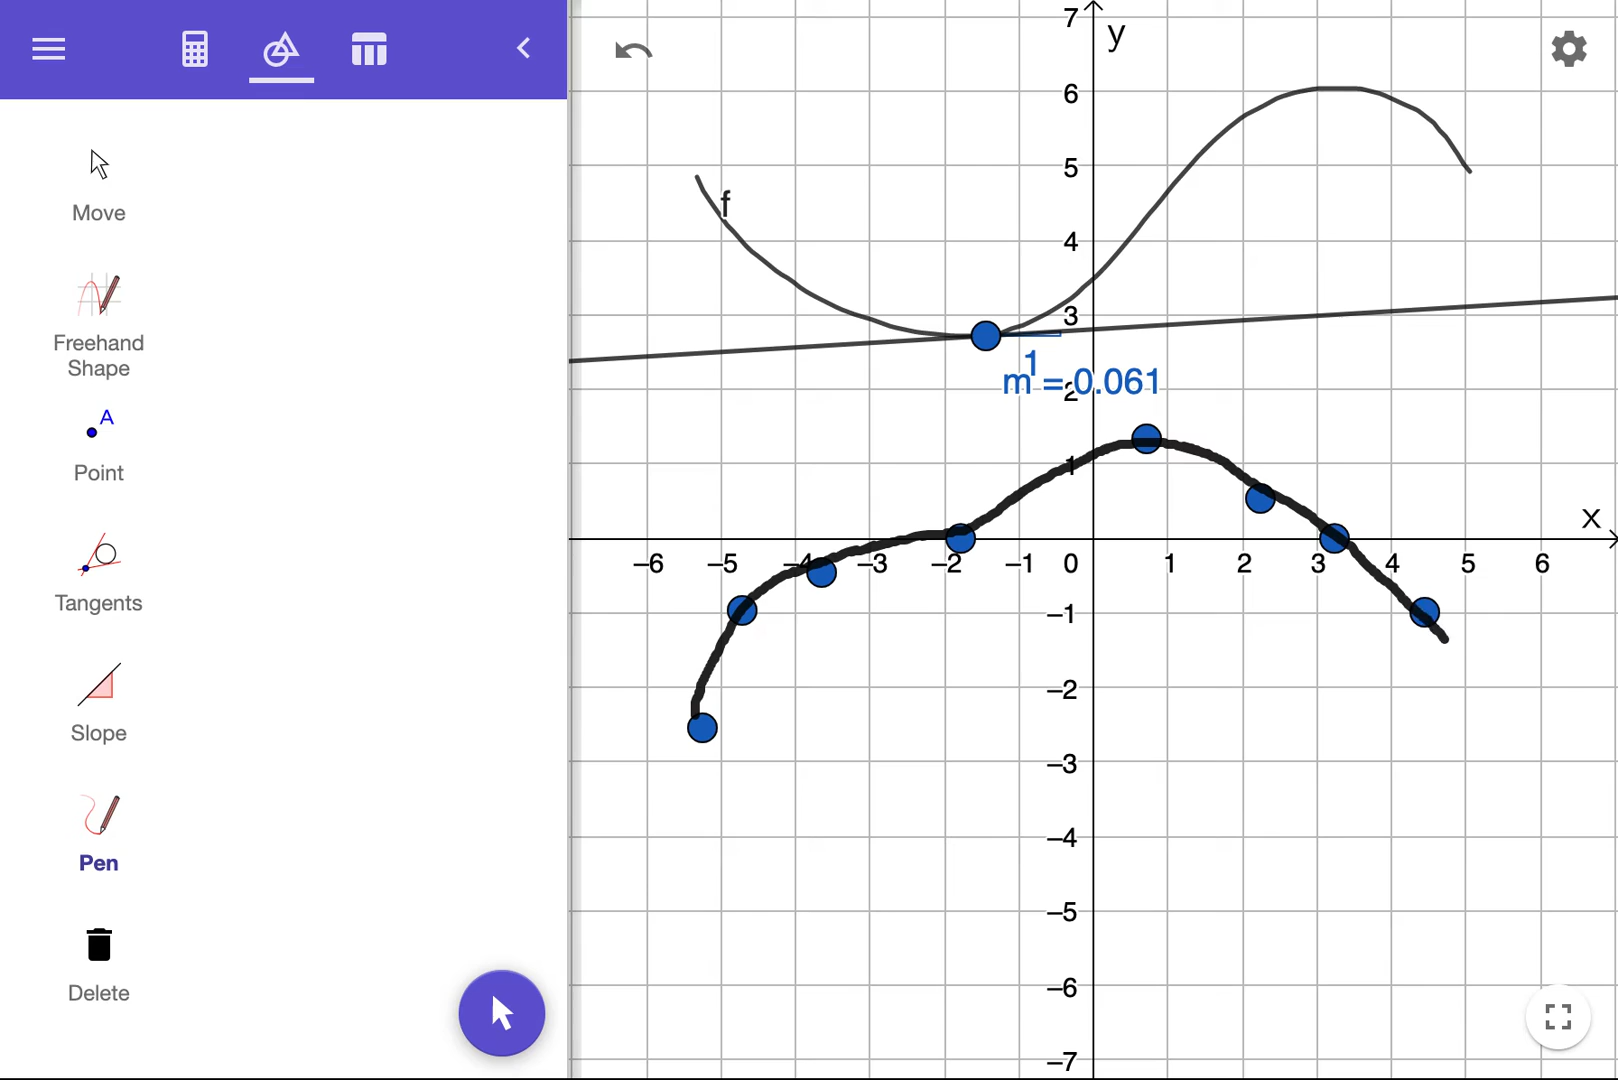 Move
Freehand
Shape
A
Point
Tangents
Slope
Pen
Delete
y
x
f
1
m = 0.061
7
6
5
4
3
2
1
–1
–2
–3
–4
–5
–6
–7
–6 –5 –4 –3 –2 –1 0 1 2 3 4 5 6